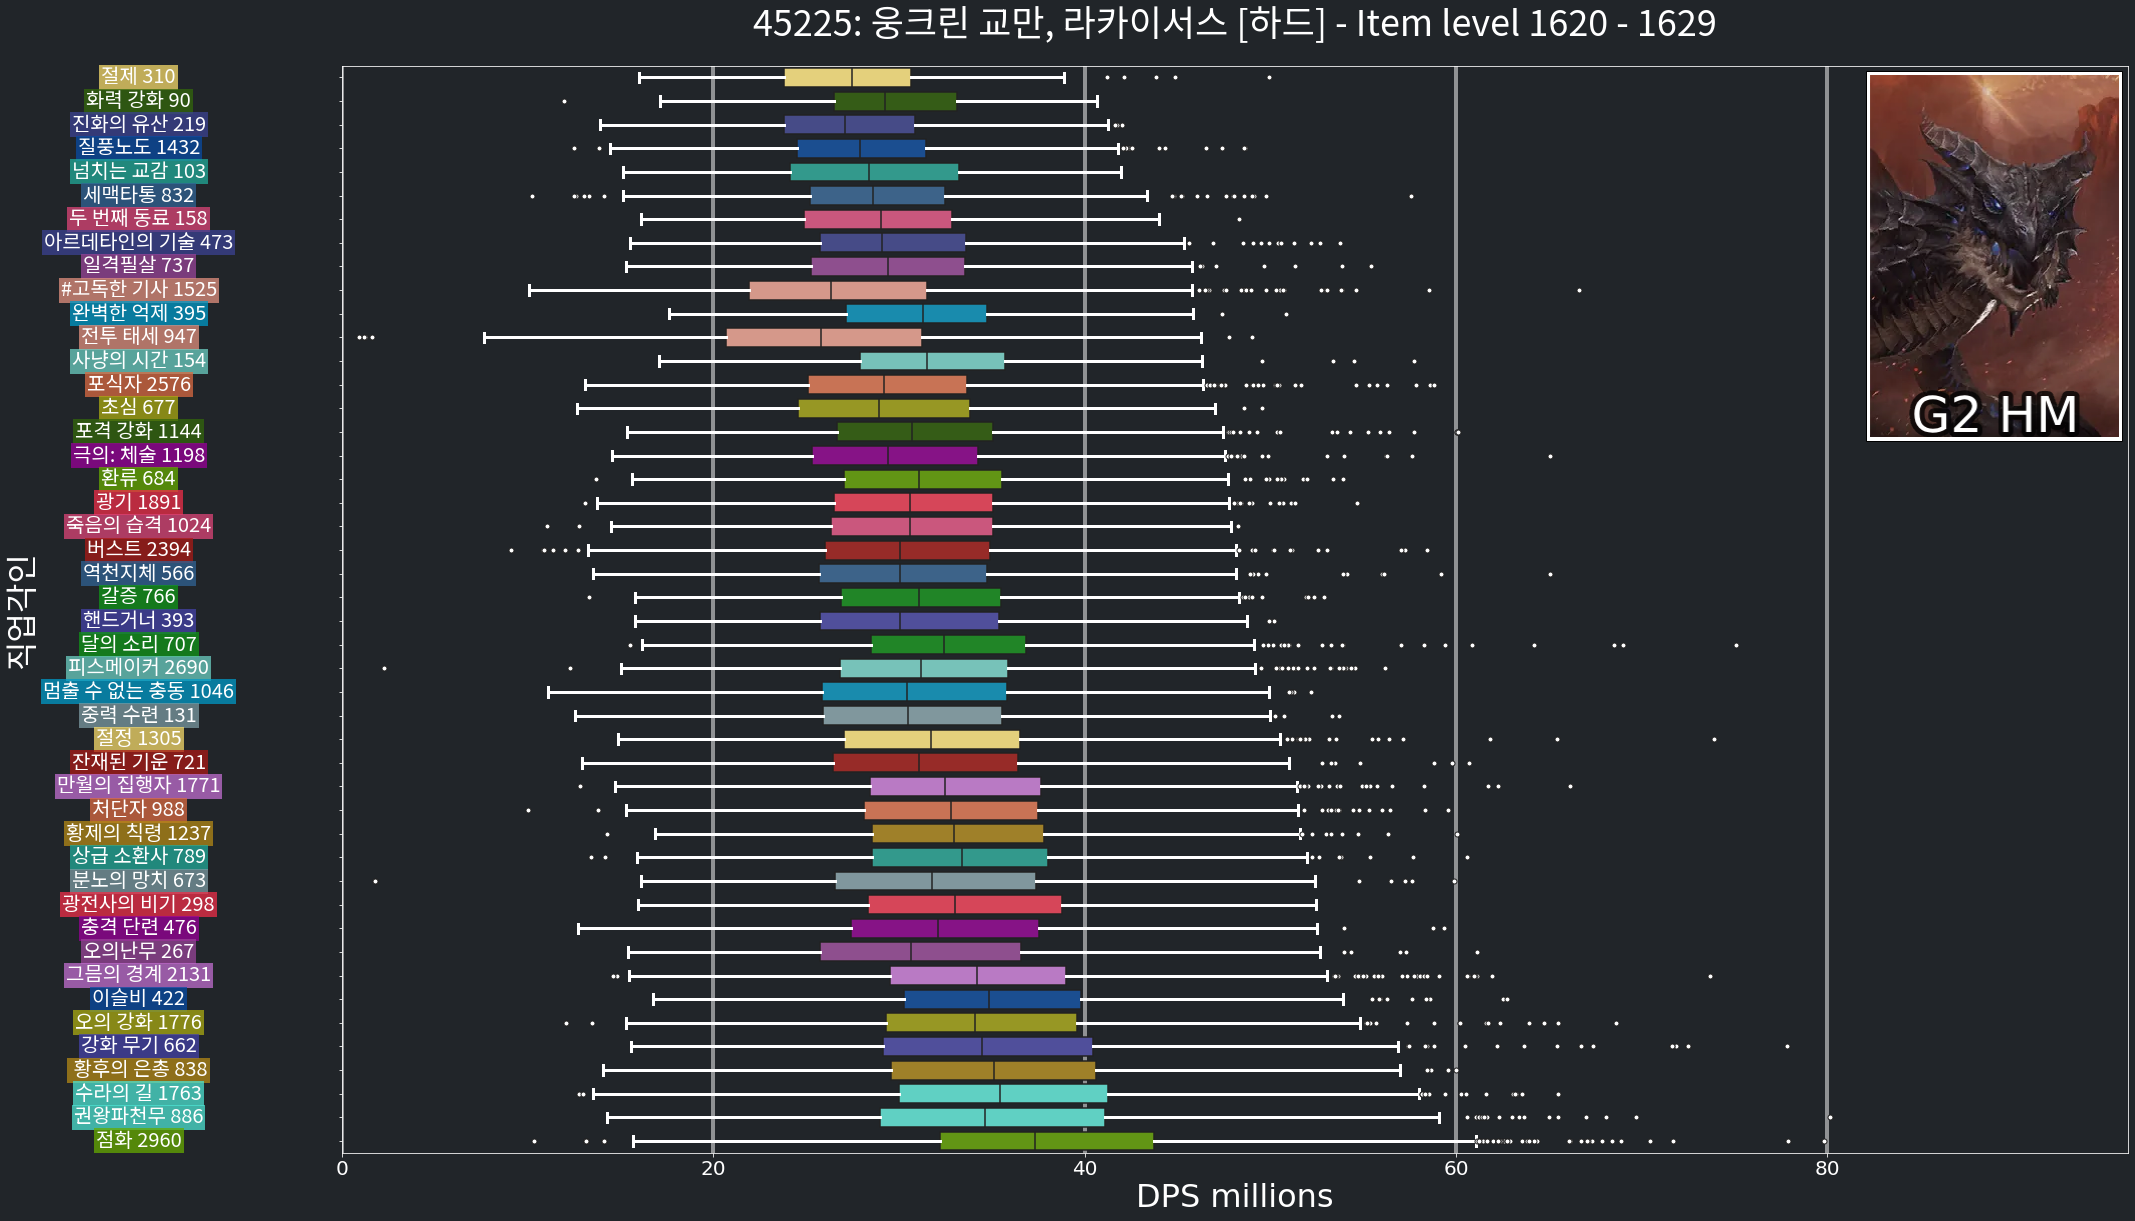 45225: 웅크린 교만, 라카이서스 [하드] - Item level 1620 - 1629
절제 310
화력 강화 90
진화의 유산 219
질풍노도 1432
넘치는 교감 103
세맥타통 832
두 번째 동료 158
아르데타인의 기술 473
일격필살 737
#고독한 기사 1525
완벽한 억제 395
전투 태세 947
사냥의 시간 154
포식자 2576
초심 677
포격 강화 1144
극의: 체술 1198
환류 684
광기 1891
죽음의 습격 1024
버스트 2394
역천지체 566
갈증 766
핸드거너 393
달의 소리 707
피스메이커 2690
멈출 수 없는 충동 1046
중력 수련 131
절정 1305
잔재된 기운 721
만월의 집행자 1771
처단자 988
황제의 칙령 1237
상급 소환사 789
분노의 망치 673
광전사의 비기 298
충격 단련 476
오의난무 267
그믐의 경계 2131
이슬비 422
오의 강화 1776
강화 무기 662
황후의 은총 838
수라의 길 1763
권왕파천무 886
점화 2960
직업각인
G2 HM
0 20 40 60 80
DPS millions